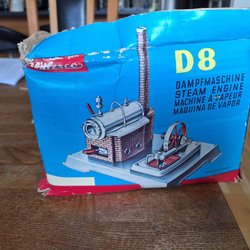 D8
DAMPFMASCHINE
STEAM ENGINE
MACHINE A VAPEUR
MAQUINA DE VAPOR